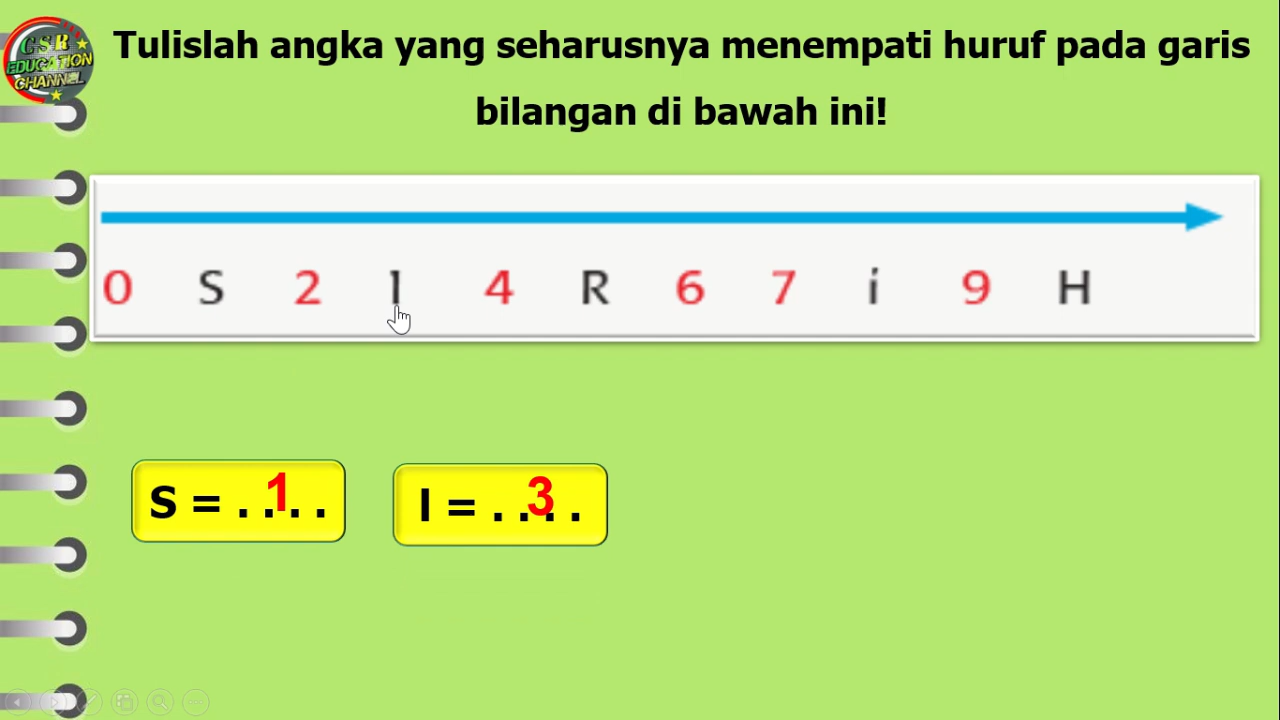 CSR
EDUCATION
CHANNEL
Tulislah angka yang seharusnya menempati huruf pada garis
bilangan di bawah ini!
0 S 2 l 4 R 6 7 i 9 H
S = . . . . 1
l = . . . . 3